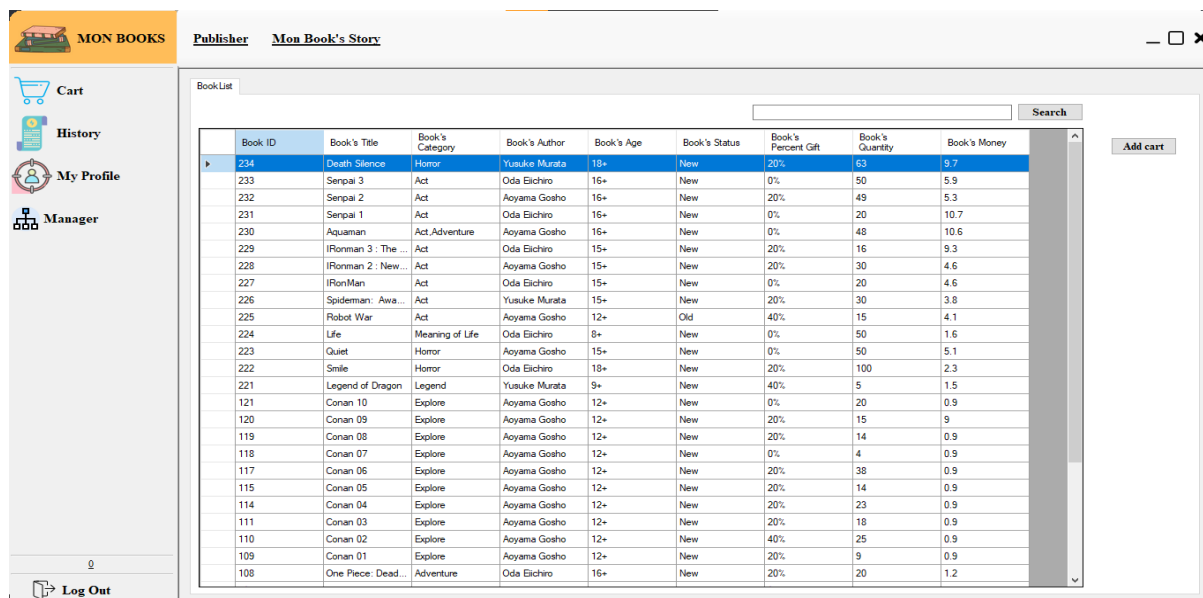 MON BOOKS
Publisher Mon Book's Story
Cart
History
My Profile
Manager
0
Log Out
BookList
Search
Add cart
Book ID Book's Title Book's Category Book's Author Book's Age Book's Status Book's Percent Gift Book's Quantity Book's Money
234 Death Silence Horror Yusuke Murata 18+ New 20% 63 9.7
233 Senpai 3 Act Oda Eiichiro 16+ New 0% 50 5.9
232 Senpai 2 Act Aoyama Gosho 16+ New 20% 49 5.3
231 Senpai 1 Act Oda Eiichiro 16+ New 0% 20 10.7
230 Aquaman Act,Adventure Aoyama Gosho 16+ New 0% 48 10.6
229 IRonman 3 : The ... Act Oda Eiichiro 15+ New 20% 16 9.3
228 IRonman 2 : New... Act Aoyama Gosho 15+ New 20% 30 4.6
227 IRonMan Act Oda Eiichiro 15+ New 0% 20 4.6
226 Spiderman: Awa... Act Yusuke Murata 15+ New 20% 30 3.8
225 Robot War Act Aoyama Gosho 12+ Old 40% 15 4.1
224 Life Meaning of Life Oda Eiichiro 8+ New 0% 50 1.6
223 Quiet Horror Aoyama Gosho 15+ New 0% 50 5.1
222 Smile Horror Oda Eiichiro 18+ New 20% 100 2.3
221 Legend of Dragon Legend Yusuke Murata 9+ New 40% 5 1.5
121 Conan 10 Explore Aoyama Gosho 12+ New 0% 20 0.9
120 Conan 09 Explore Aoyama Gosho 12+ New 20% 15 9
119 Conan 08 Explore Aoyama Gosho 12+ New 20% 14 0.9
118 Conan 07 Explore Aoyama Gosho 12+ New 0% 4 0.9
117 Conan 06 Explore Aoyama Gosho 12+ New 20% 38 0.9
115 Conan 05 Explore Aoyama Gosho 12+ New 20% 14 0.9
114 Conan 04 Explore Aoyama Gosho 12+ New 20% 23 0.9
111 Conan 03 Explore Aoyama Gosho 12+ New 20% 18 0.9
110 Conan 02 Explore Aoyama Gosho 12+ New 40% 25 0.9
109 Conan 01 Explore Aoyama Gosho 12+ New 20% 9 0.9
108 One Piece: Dead... Adventure Oda Eiichiro 16+ New 20% 20 1.2